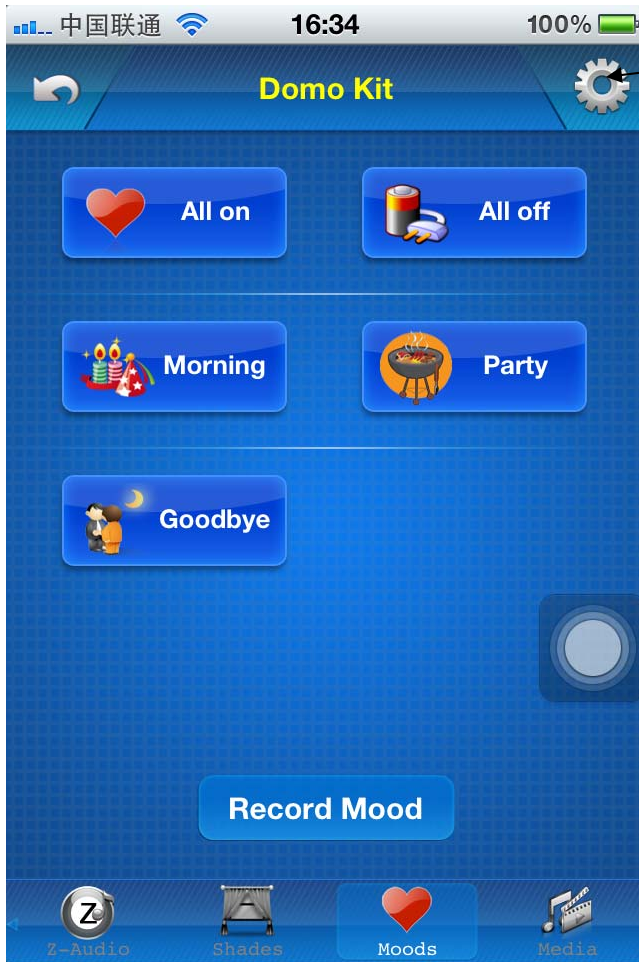 中国联通 16:34 100%
Domo Kit
All on All off
Morning Party
Goodbye
Record Mood
Z-Audio Shades Moods Media